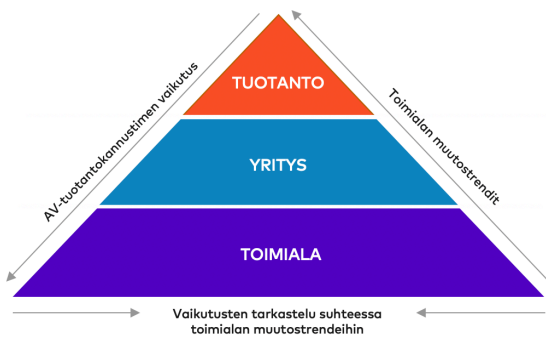 TUOTANTO
AV-tuotantokannustimen vaikutus
Toimialan muutostrendit
YRITYS
TOIMIALA
Vaikutusten tarkastelu suhteessa
toimialan muutostrendeihin